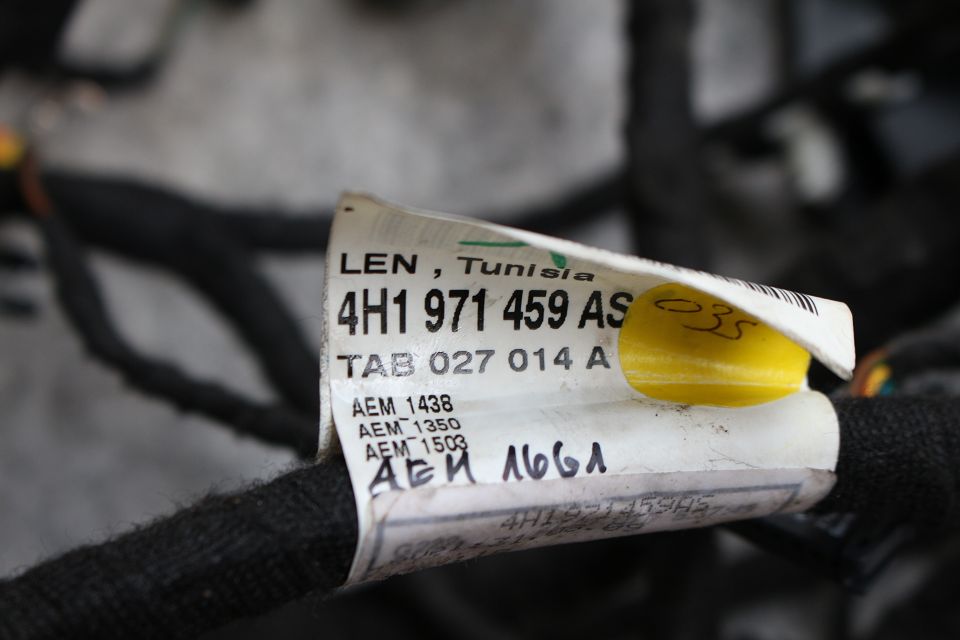 LEN , Tunisia
4H1 971 459 AS
035
TAB 027 014 A
AEM_1438
AEM_1350
AEM_1503
AEM 1661